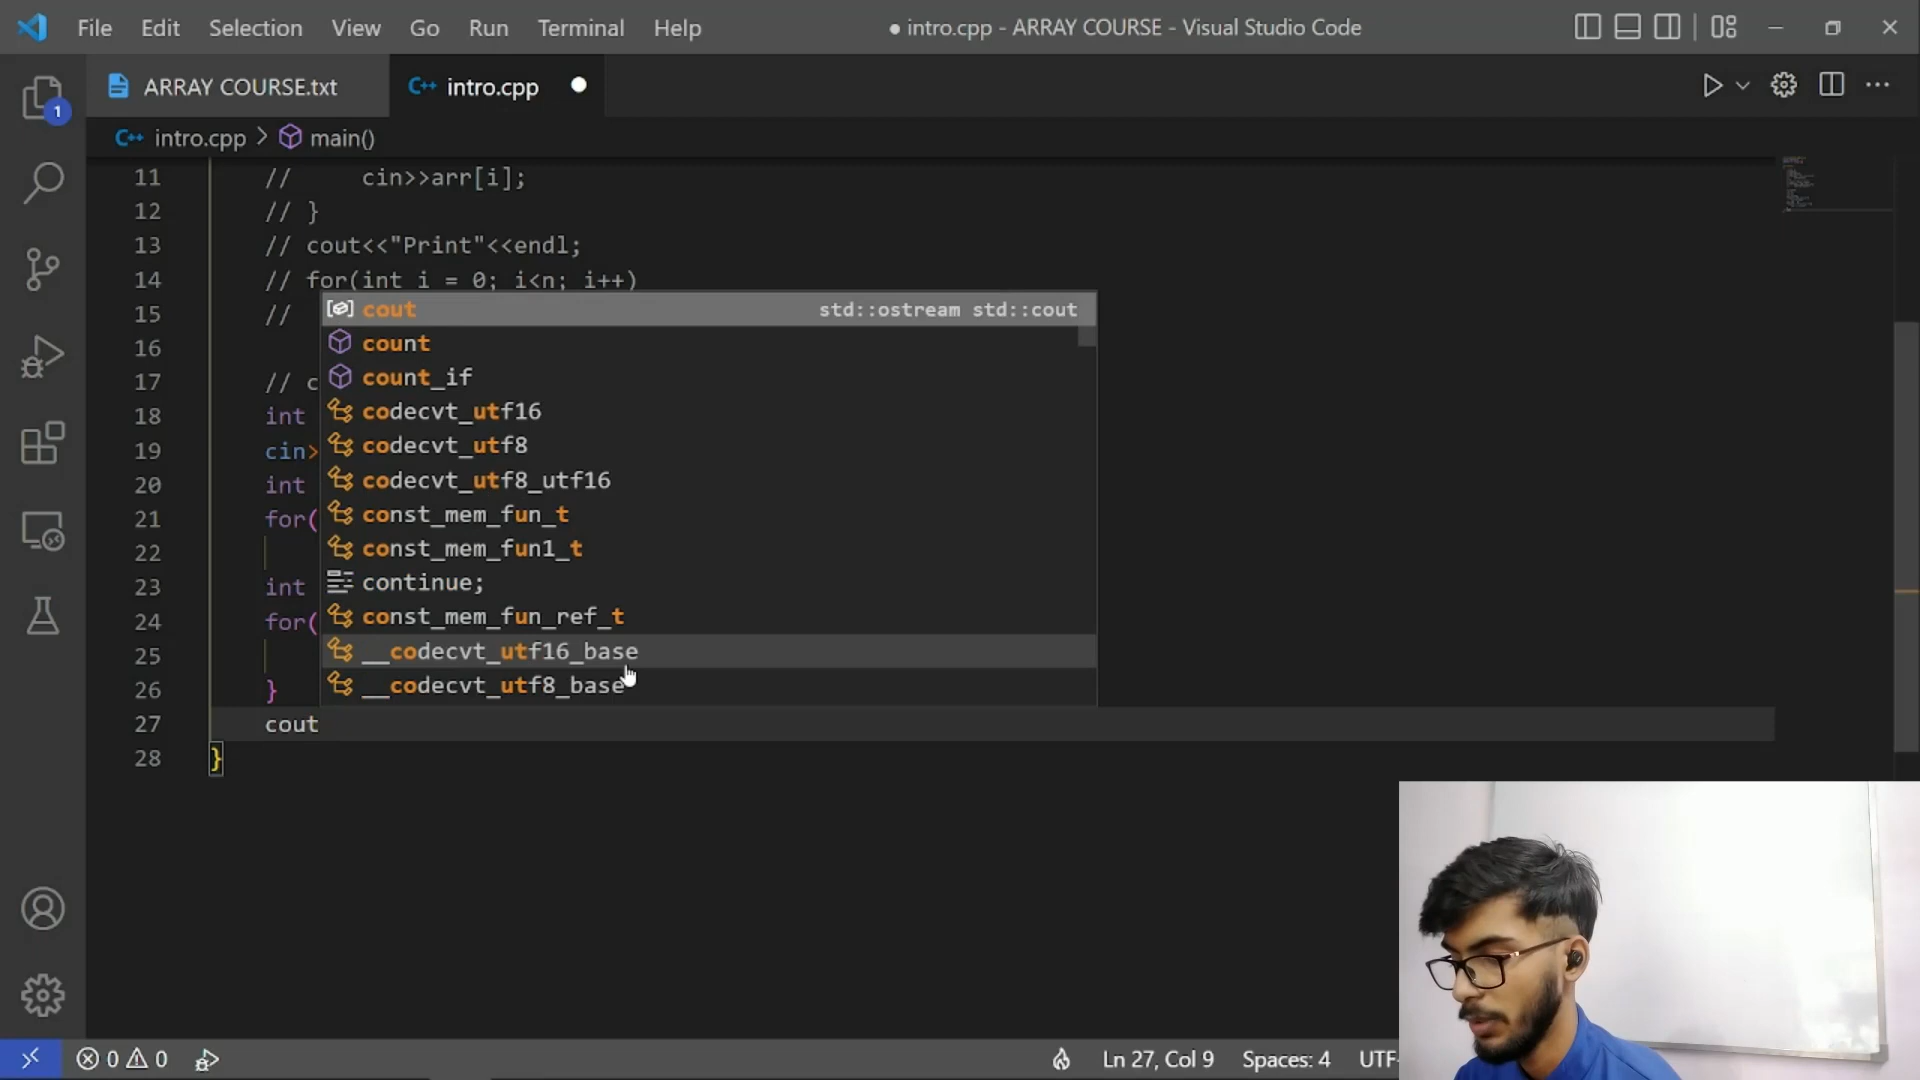 File Edit Selection View Go Run Terminal Help
● intro.cpp - ARRAY COURSE - Visual Studio Code
ARRAY COURSE.txt
C++ intro.cpp
C++ intro.cpp > main()
1
11 // cin>>arr[i];
12 // }
13 // cout<<"Print"<<endl;
14 // for(int i = 0; i<n; i++)
15 //
16
17 // c
18 int
19 cin>
20 int
21 for(
22
23 int
24 for(
25
26 }
27 cout
28 }
cout std::ostream std::cout
count
count_if
codecvt_utf16
codecvt_utf8
codecvt_utf8_utf16
const_mem_fun_t
const_mem_fun1_t
continue;
const_mem_fun_ref_t
__codecvt_utf16_base
__codecvt_utf8_base
0 0
Ln 27, Col 9 Spaces: 4 UTF-